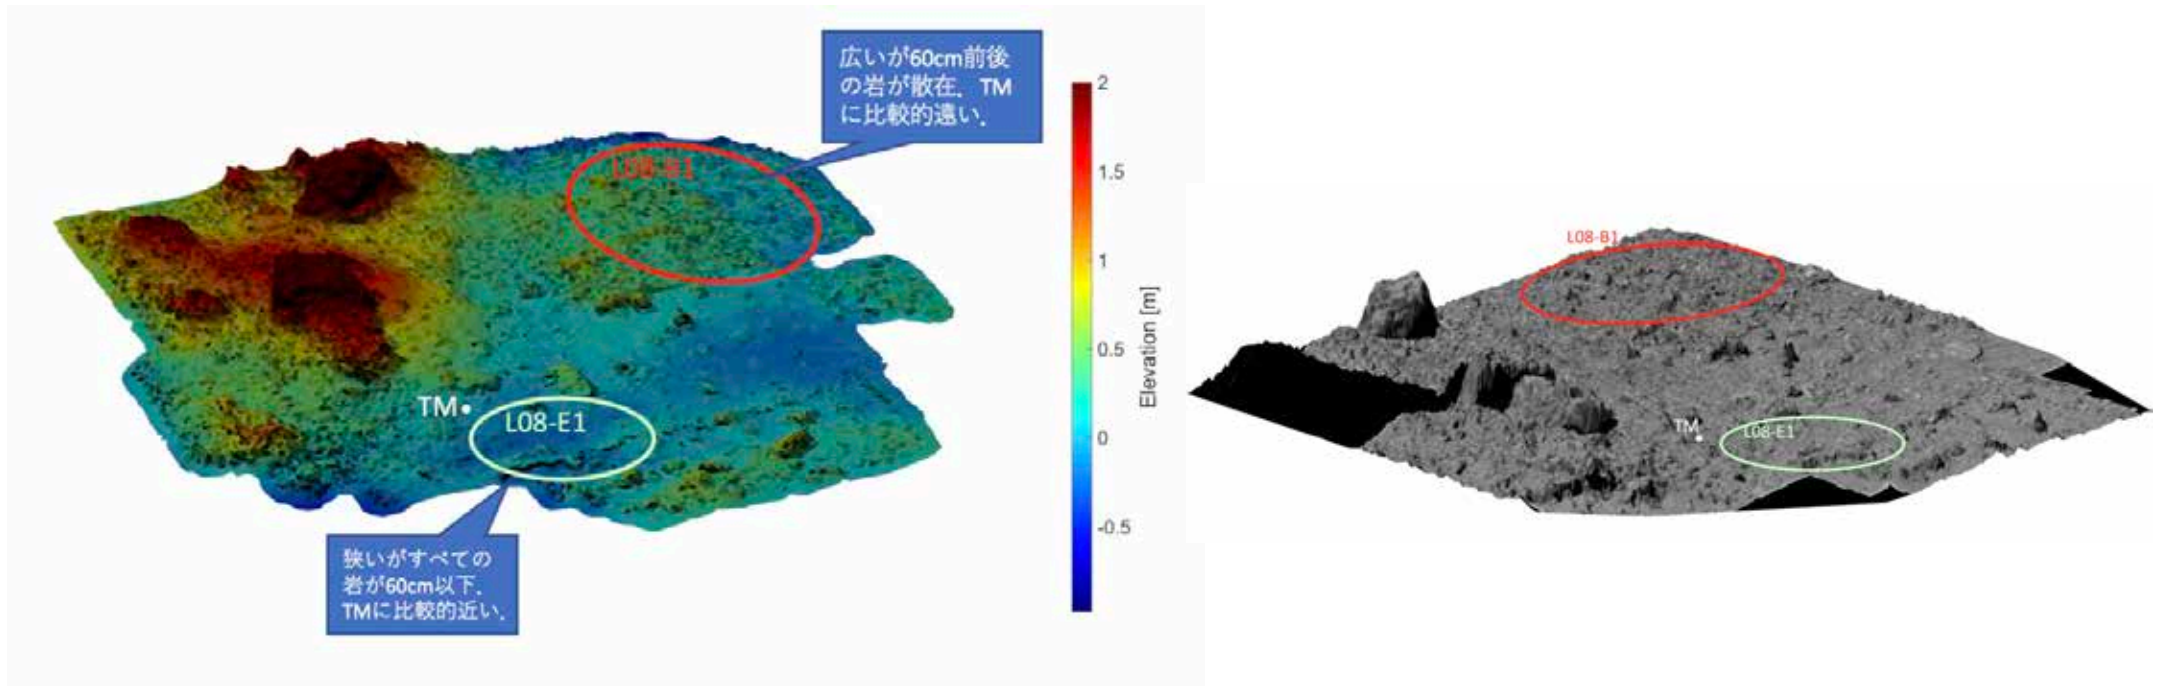 広いが60cm前後
の岩が散在．TM
に比較的遠い．
L08-B1
TM
L08-E1
狭いがすべての
岩が60cm以下．
TMに比較的近い．
2
1.5
1
0.5
0
-0.5
Elevation [m]
L08-B1
TM
L08-E1